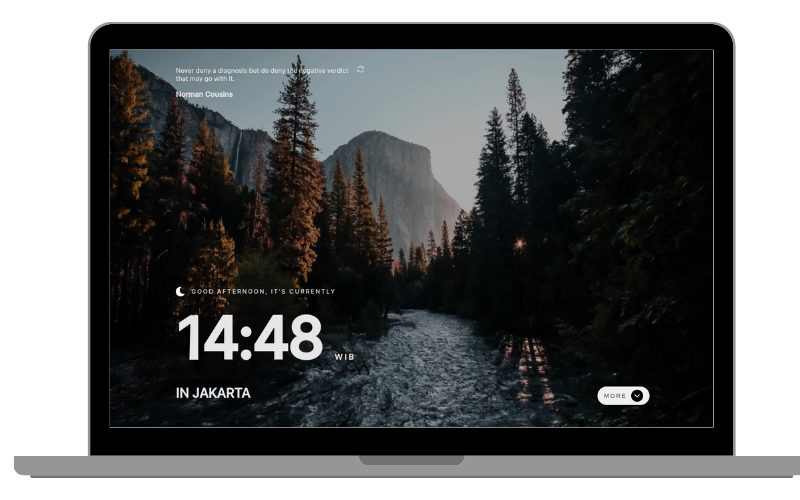 Never deny a diagnosis but do deny the negative verdict
that may go with it.
Norman Cousins
GOOD AFTERNOON, IT'S CURRENTLY
14:48 WIB
IN JAKARTA
MORE